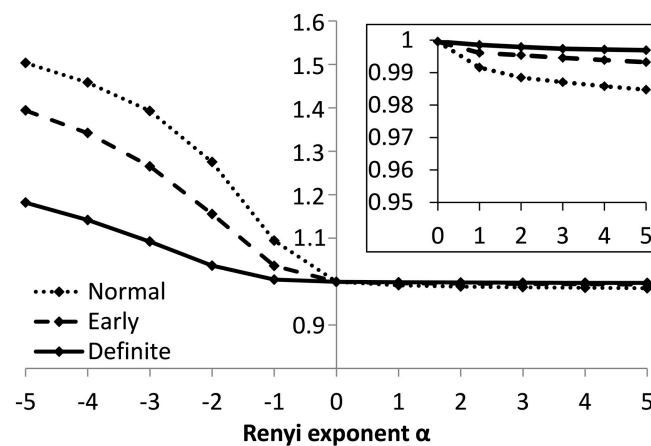 1.6
1.5
1.4
1.3
1.2
1.1
0.9
1
0.99
0.98
0.97
0.96
0.95
0 1 2 3 4 5
Normal
Early
Definite
-5 -4 -3 -2 -1 0 1 2 3 4 5
Renyi exponent α